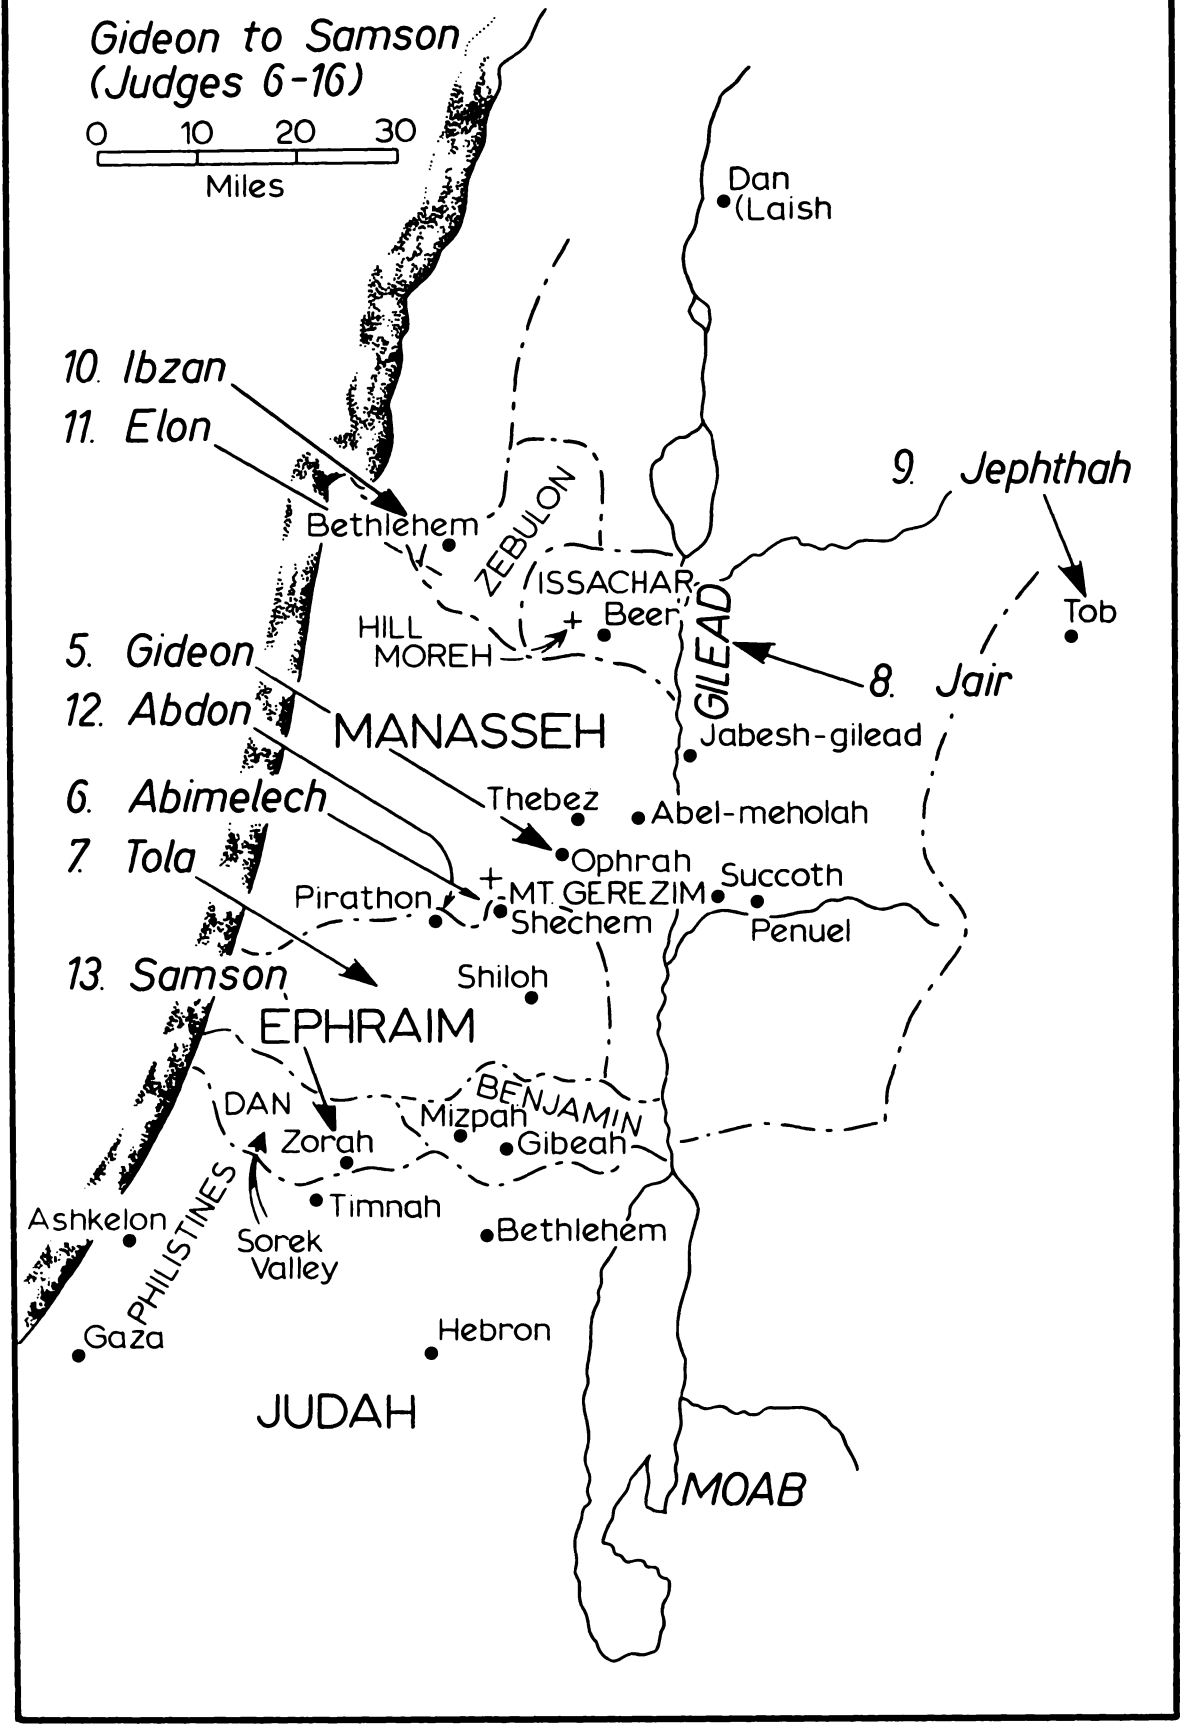 Gideon to Samson
(Judges 6-16)
0 10 20 30
Miles
Dan
(Laish
10. Ibzan
11. Elon
9. Jephthah
Bethlehem
ZEBULON
ISSACHAR
Beer
Tob
HILL
MOREH
GILEAD
5. Gideon
8. Jair
12. Abdon
MANASSEH
Jabesh-gilead
6. Abimelech
Thebez
Abel-meholah
7. Tola
Ophrah
Pirathon
MT. GEREZIM
Succoth
Shechem
Penuel
13. Samson
Shiloh
EPHRAIM
BENJAMIN
DAN
Mizpah
Zorah
Gibeah
Timnah
Ashkelon
PHILISTINES
Sorek
Valley
Bethlehem
Gaza
Hebron
JUDAH
MOAB